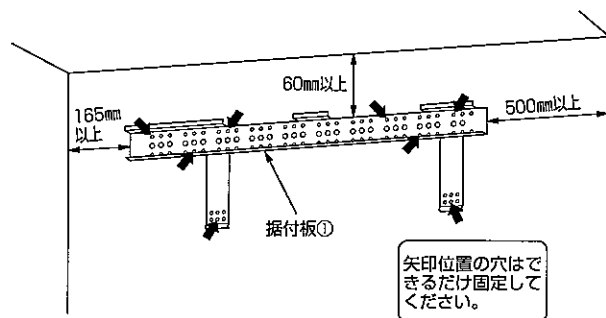 60mm以上
165mm
以上
500mm以上
据付板①
矢印位置の穴はで
きるだけ固定して
ください。